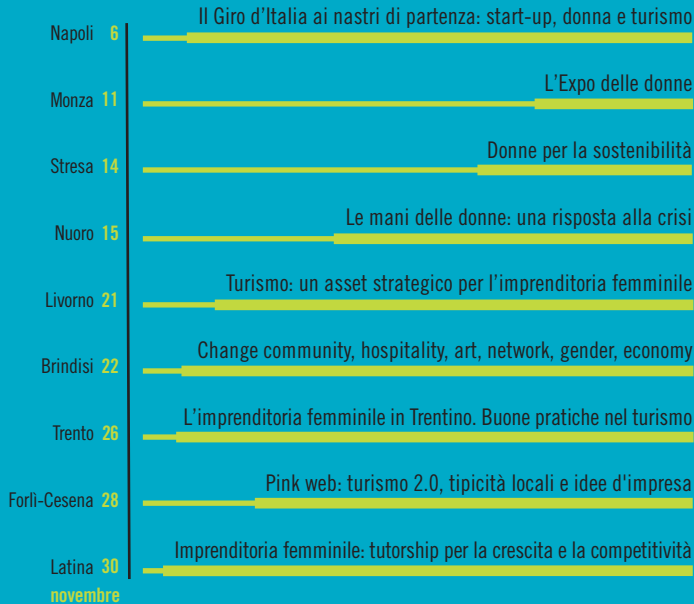 Napoli 6 Il Giro d'Italia ai nastri di partenza: start-up, donna e turismo
Monza 11 L'Expo delle donne
Stresa 14 Donne per la sostenibilità
Nuoro 15 Le mani delle donne: una risposta alla crisi
Livorno 21 Turismo: un asset strategico per l'imprenditoria femminile
Brindisi 22 Change community, hospitality, art, network, gender, economy
Trento 26 L'imprenditoria femminile in Trentino. Buone pratiche nel turismo
Forlì-Cesena 28 Pink web: turismo 2.0, tipicità locali e idee d'impresa
Latina 30 Imprenditoria femminile: tutorship per la crescita e la competitività
novembre